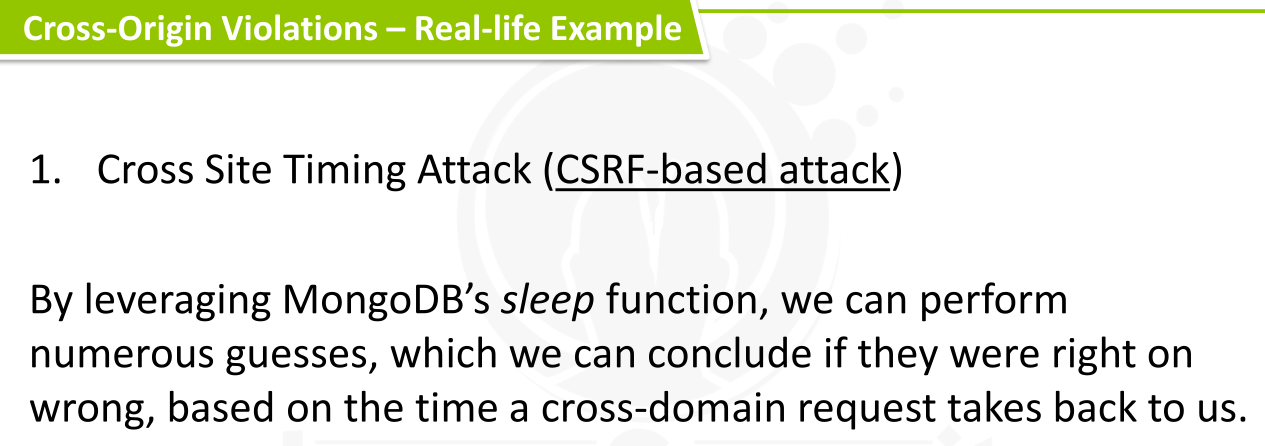 Cross-Origin Violations – Real-life Example
1. Cross Site Timing Attack (CSRF-based attack)
By leveraging MongoDB’s sleep function, we can perform
numerous guesses, which we can conclude if they were right on
wrong, based on the time a cross-domain request takes back to us.